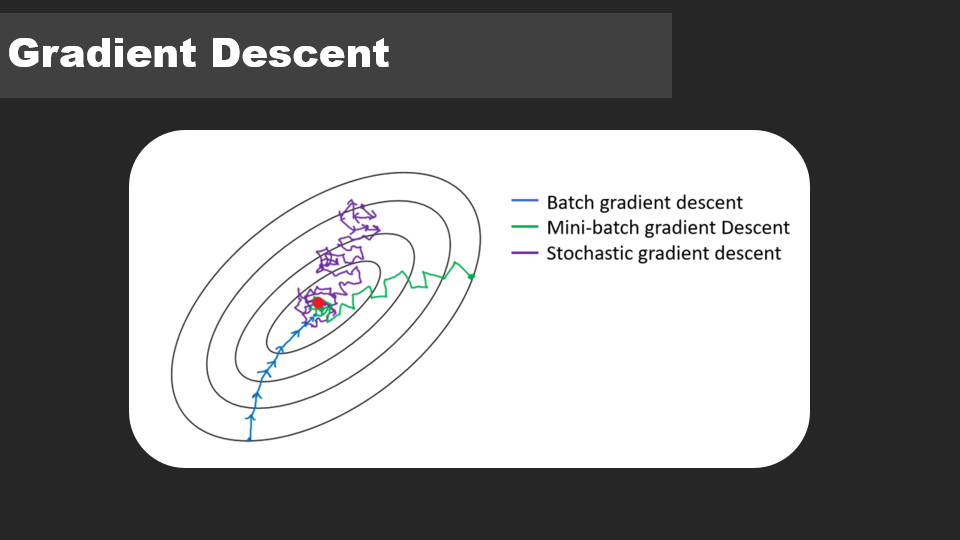 Gradient Descent
Batch gradient descent
Mini-batch gradient Descent
Stochastic gradient descent